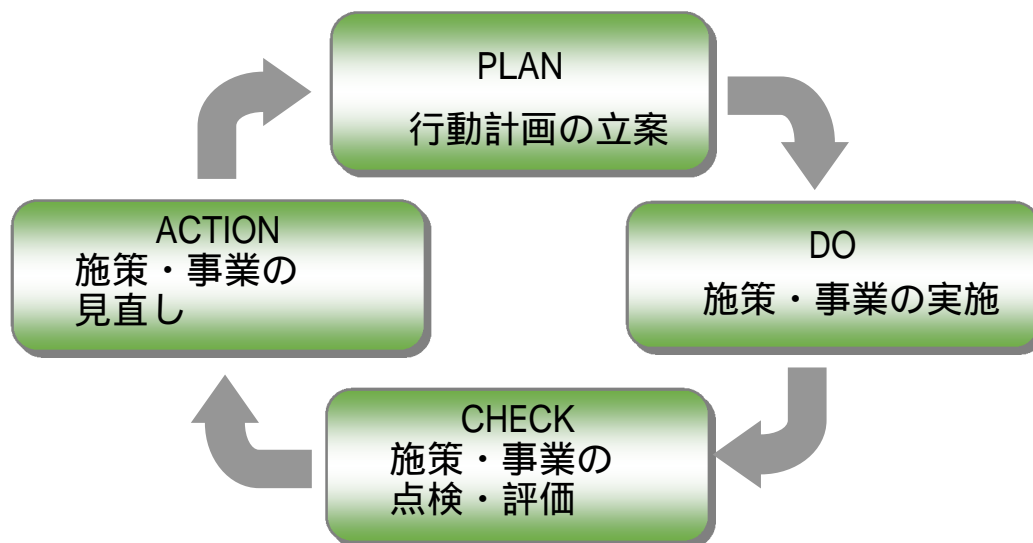 PLAN
行動計画の立案
DO
施策・事業の実施
CHECK
施策・事業の
点検・評価
ACTION
施策・事業の
見直し